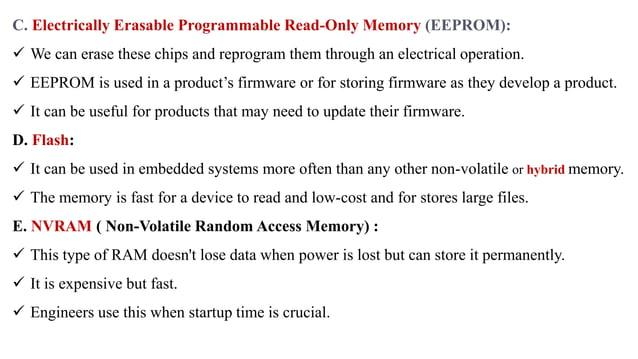 C. Electrically Erasable Programmable Read-Only Memory (EEPROM):
✓ We can erase these chips and reprogram them through an electrical operation.
✓ EEPROM is used in a product’s firmware or for storing firmware as they develop a product.
✓ It can be useful for products that may need to update their firmware.
D. Flash:
✓ It can be used in embedded systems more often than any other non-volatile or hybrid memory.
✓ The memory is fast for a device to read and low-cost and for stores large files.
E. NVRAM ( Non-Volatile Random Access Memory) :
✓ This type of RAM doesn't lose data when power is lost but can store it permanently.
✓ It is expensive but fast.
✓ Engineers use this when startup time is crucial.